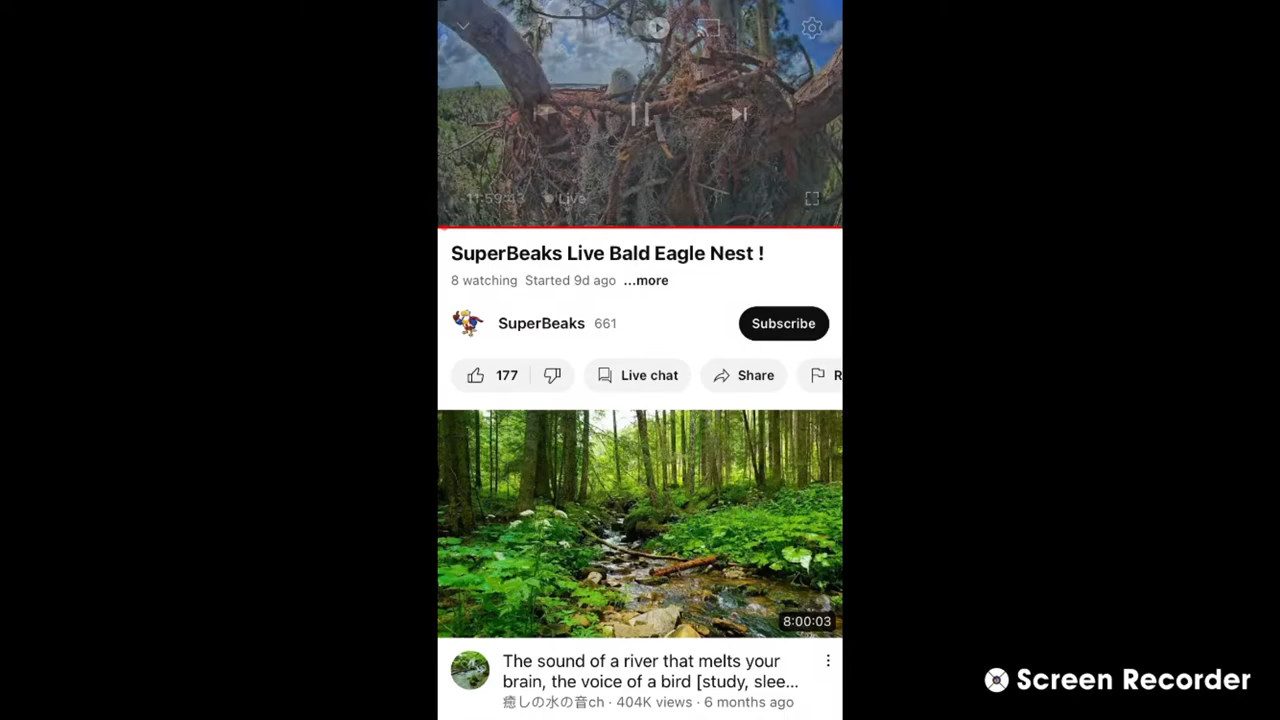 -11:59:43 Live
SuperBeaks Live Bald Eagle Nest !
8 watching Started 9d ago ...more
SuperBeaks 661 Subscribe
177 Live chat Share R
8:00:03
The sound of a river that melts your
brain, the voice of a bird [study, slee...
癒しの水の音ch · 404K views · 6 months ago
Screen Recorder